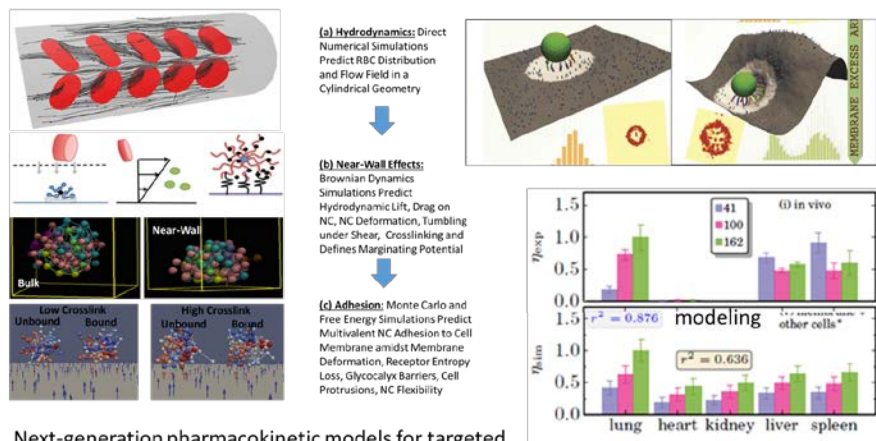 (a) Hydrodynamics: Direct
Numerical Simulations
Predict RBC Distribution
and Flow Field in a
Cylindrical Geometry
(b) Near-Wall Effects:
Brownian Dynamics
Simulations Predict
Hydrodynamic Lift, Drag on
NC, NC Deformation, Tumbling
under Shear, Crosslinking and
Defines Marginating Potential
(c) Adhesion: Monte Carlo and
Free Energy Simulations Predict
Multivalent NC Adhesion to Cell
Membrane amidst Membrane
Deformation, Receptor Entropy
Loss, Glycocalyx Barriers, Cell
Protrusions, NC Flexibility
Bulk
Near-Wall
Low Crosslink
Unbound Bound
High Crosslink
Unbound Bound
MEMBRANE EXCESS
ηexp
1.5
1.0
0.5
0.0
41
100
162
(i) in vivo
ηsim
1.5
1.0
0.5
0.0
r² = 0.876
modeling
other cells*
r² = 0.636
lung heart kidney liver spleen
Next-generation pharmacokinetic models for targeted